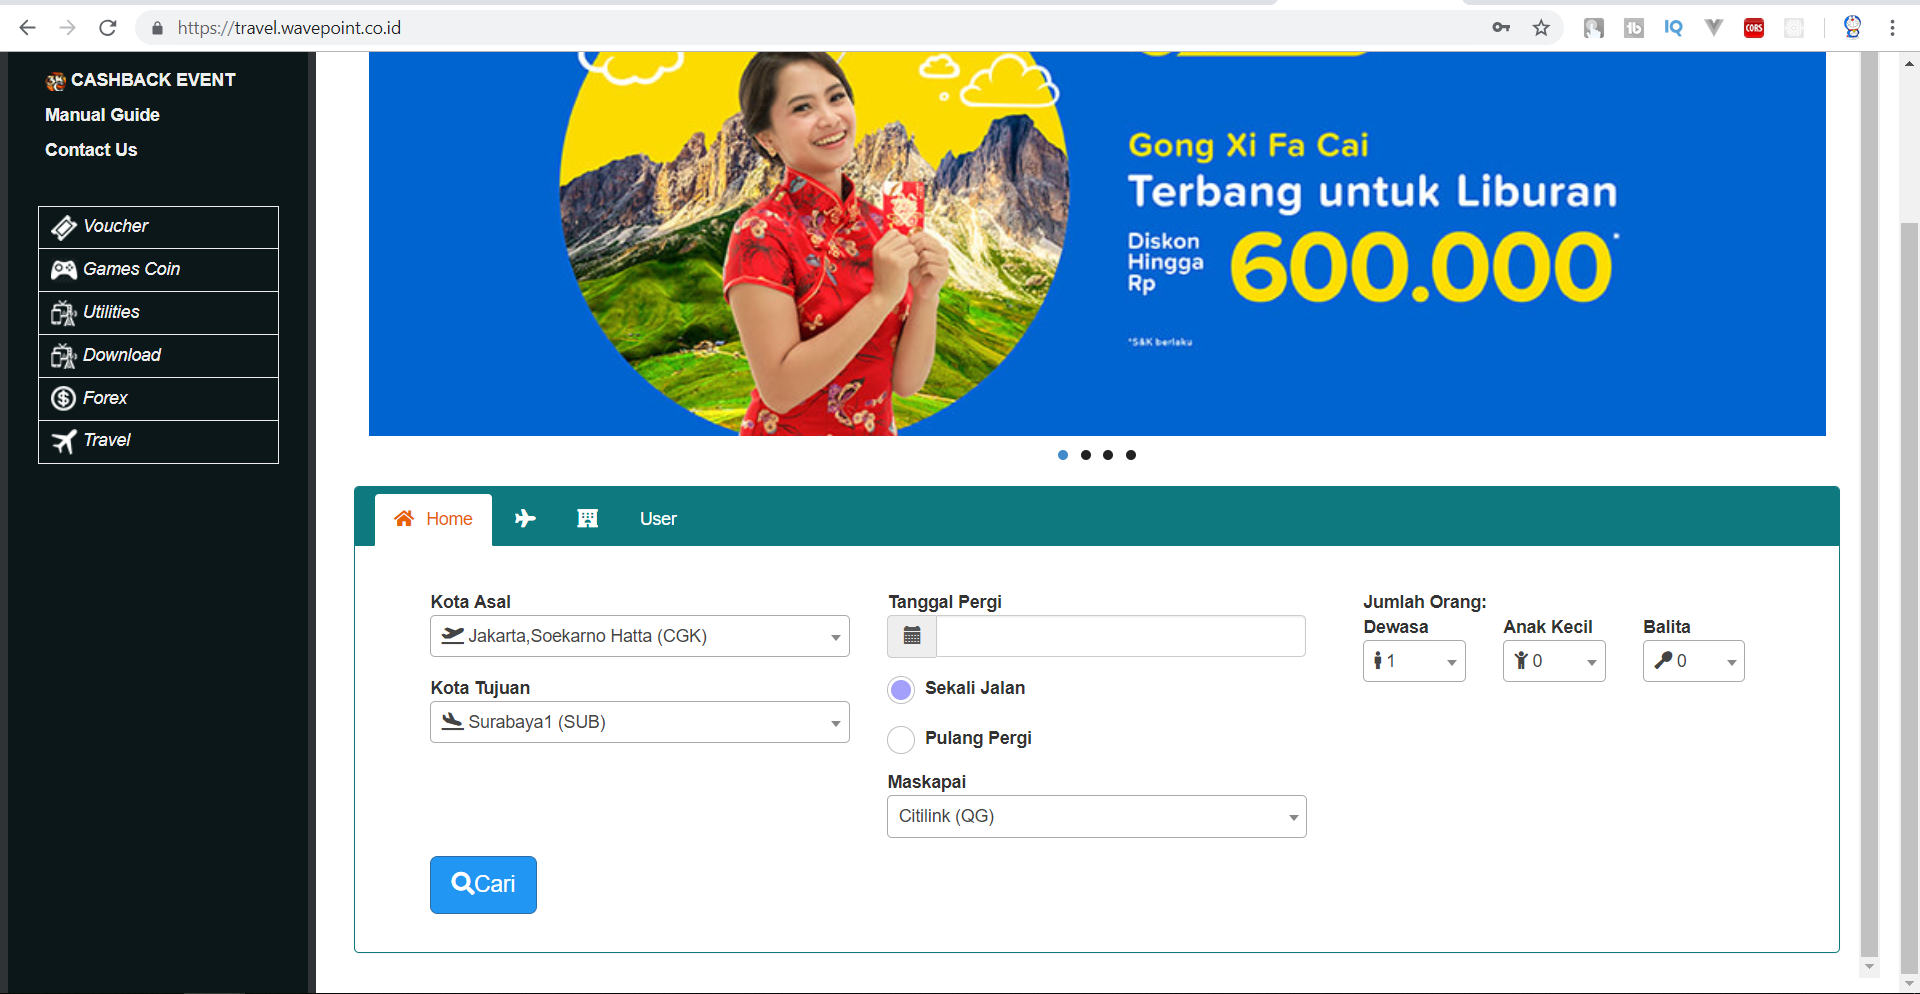 https://travel.wavepoint.co.id
CASHBACK EVENT
Manual Guide
Contact Us
Voucher
Games Coin
Utilities
Download
Forex
Travel
Gong Xi Fa Cai
Terbang untuk Liburan
Diskon
Hingga
Rp
600.000*
*S&K berlaku
Home
User
Kota Asal
Jakarta,Soekarno Hatta (CGK)
Kota Tujuan
Surabaya1 (SUB)
Cari
Tanggal Pergi
Sekali Jalan
Pulang Pergi
Maskapai
Citilink (QG)
Jumlah Orang:
Dewasa
1
Anak Kecil
0
Balita
0
tb
IQ
CORS